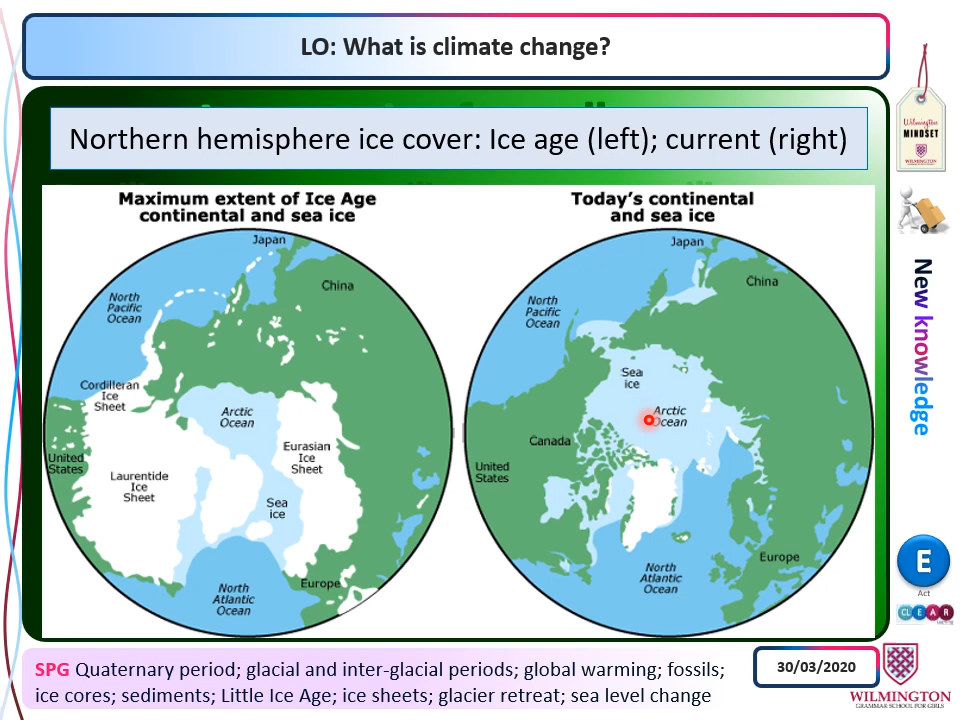 LO: What is climate change?
Northern hemisphere ice cover: Ice age (left); current (right)
Maximum extent of Ice Age
continental and sea ice
Japan
China
North
Pacific
Ocean
Cordilleran
Ice
Sheet
Arctic
Ocean
United
States
Laurentide
Ice
Sheet
Eurasian
Ice
Sheet
Sea
ice
North
Atlantic
Ocean
Europe
Today's continental
and sea ice
Japan
China
North
Pacific
Ocean
Sea
ice
Arctic
Ocean
Canada
United
States
North
Atlantic
Ocean
Europe
Wilmington
MINDSET
WILMINGTON
New knowledge
E
Act
CLEAR
SPG Quaternary period; glacial and inter-glacial periods; global warming; fossils;
ice cores; sediments; Little Ice Age; ice sheets; glacier retreat; sea level change
30/03/2020
WILMINGTON
GRAMMAR SCHOOL FOR GIRLS